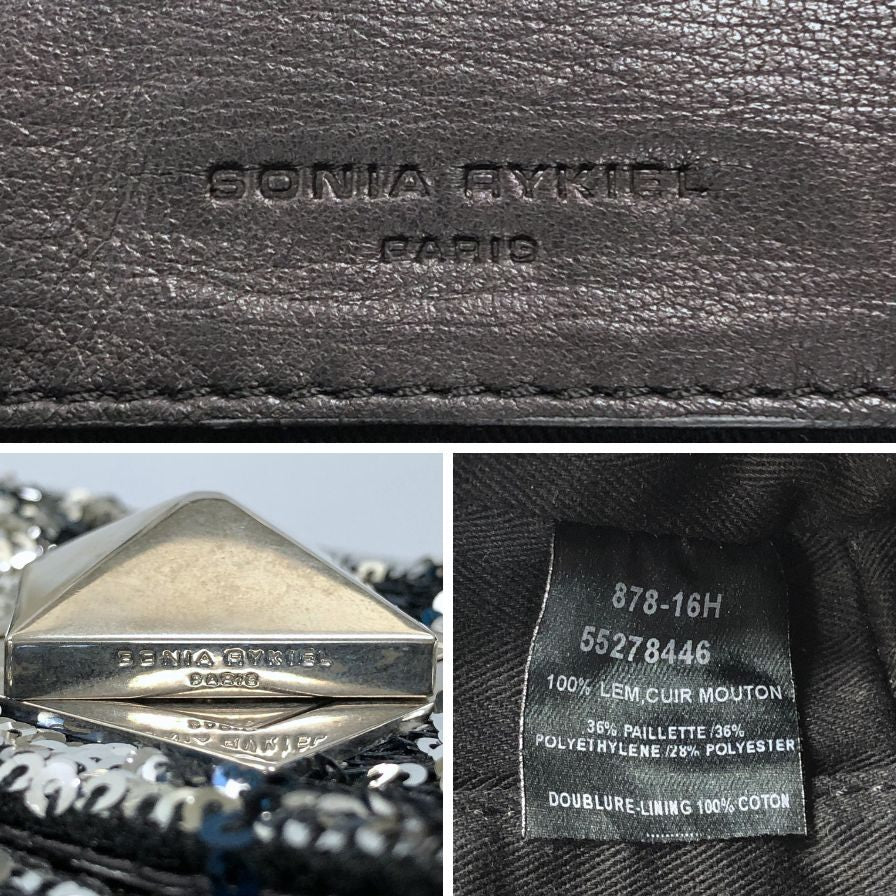 SONIA RYKIEL
PARIS
SONIA RYKIEL
PARIS
878-16H
55278446
100% LEM,CUIR MOUTON
36% PAILLETTE /36%
POLYETHYLENE /28% POLYESTER
DOUBLURE-LINING 100% COTON